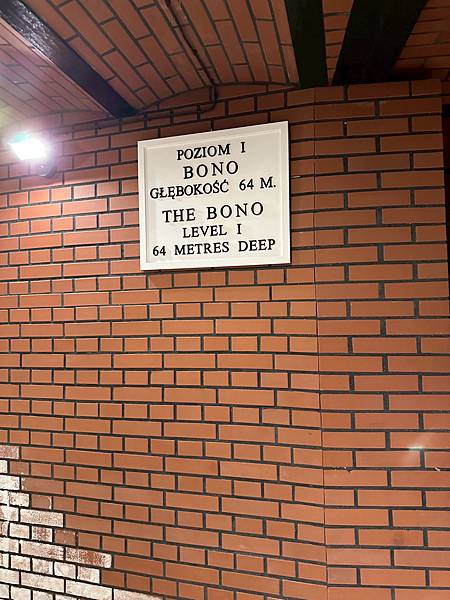 POZIOM I
BONO
GŁĘBOKOŚĆ 64 M.
THE BONO
LEVEL I
64 METRES DEEP